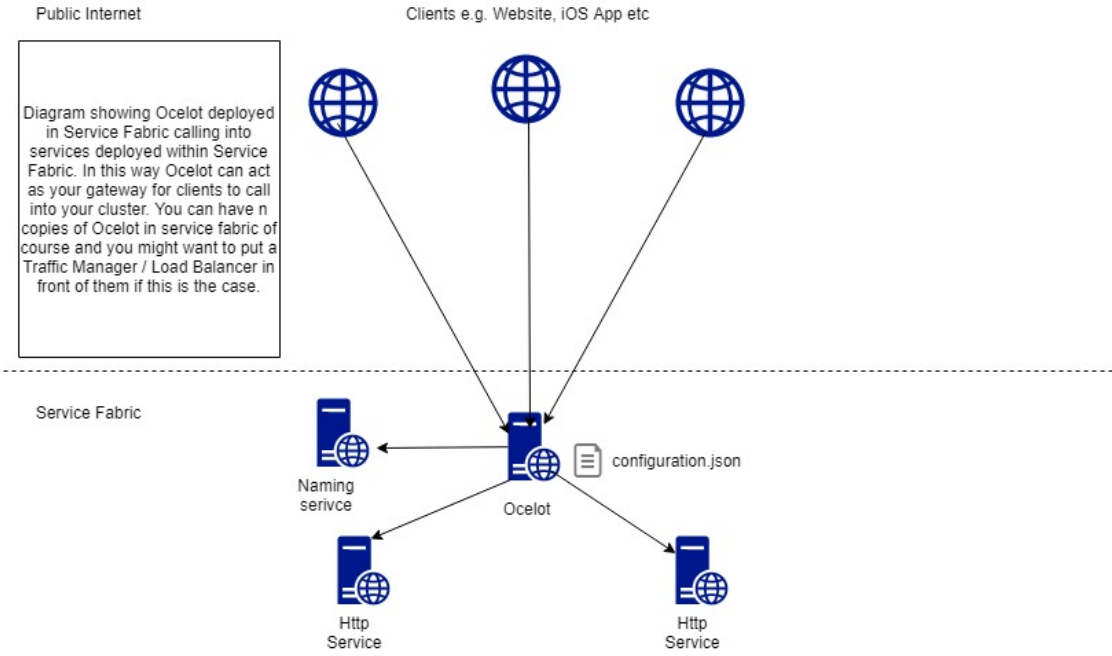 Public Internet
Clients e.g. Website, iOS App etc
Diagram showing Ocelot deployed
in Service Fabric calling into
services deployed within Service
Fabric. In this way Ocelot can act
as your gateway for clients to call
into your cluster. You can have n
copies of Ocelot in service fabric of
course and you might want to put a
Traffic Manager / Load Balancer in
front of them if this is the case.
Service Fabric
configuration.json
Naming
serivce
Ocelot
Http
Service
Http
Service